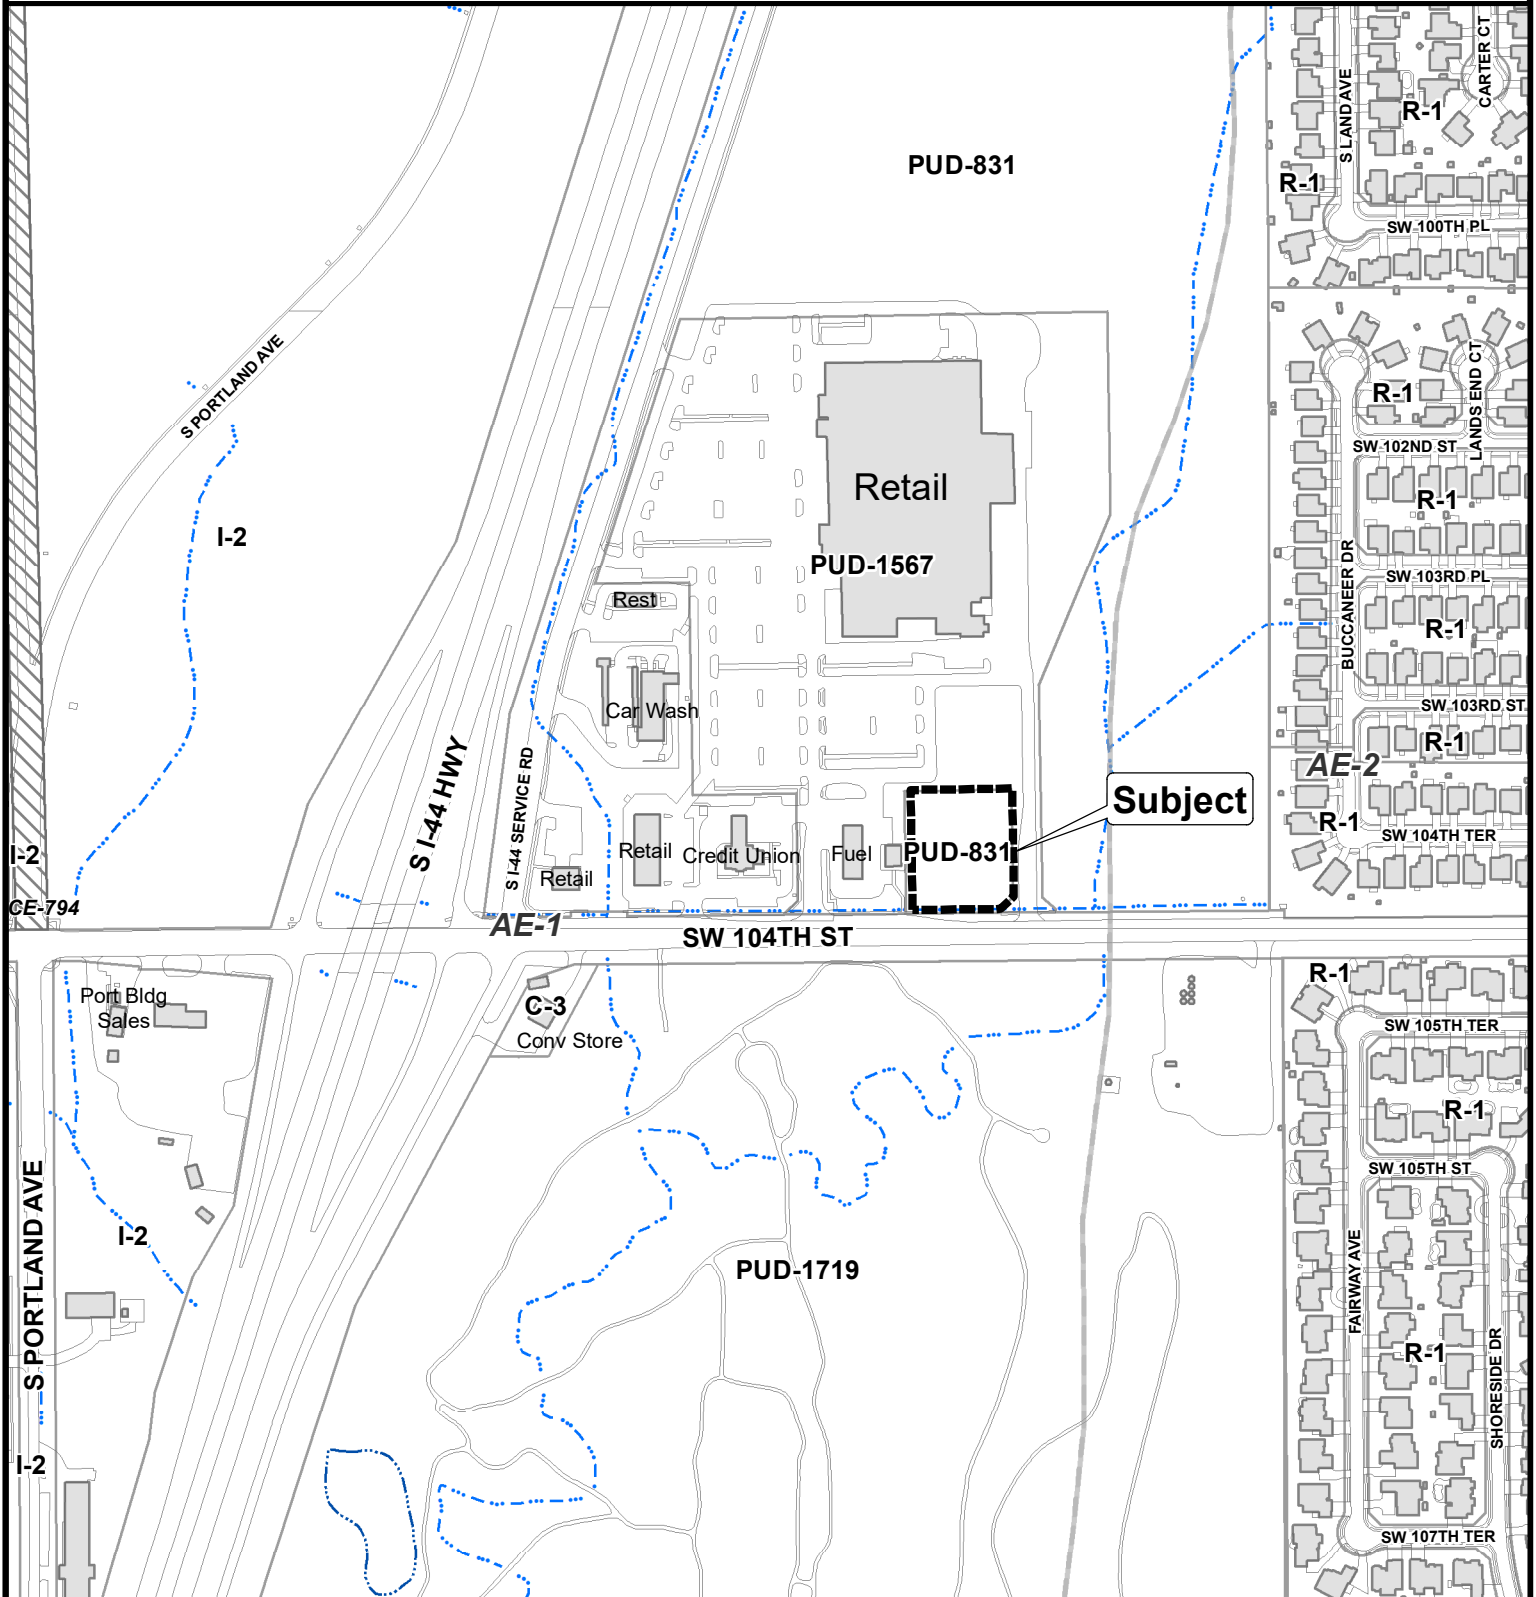 CARTER CT
S LAND AVE
R-1
PUD-831
R-1
SW 100TH PL
S PORTLAND AVE
LANDS END CT
R-1
SW 102ND ST
Retail
R-1
I-2
PUD-1567
BUCCANEER DR
SW 103RD PL
Rest
R-1
Car Wash
SW 103RD ST
R-1
AE-2
S I-44 HWY
S I-44 SERVICE RD
Subject
R-1
SW 104TH TER
I-2
Retail
Credit Union
Fuel
PUD-831
Retail
CE-794
AE-1
SW 104TH ST
R-1
Port Bldg
Sales
C-3
Conv Store
SW 105TH TER
R-1
SW 105TH ST
S PORTLAND AVE
I-2
PUD-1719
FAIRWAY AVE
R-1
SHORESIDE DR
I-2
SW 107TH TER